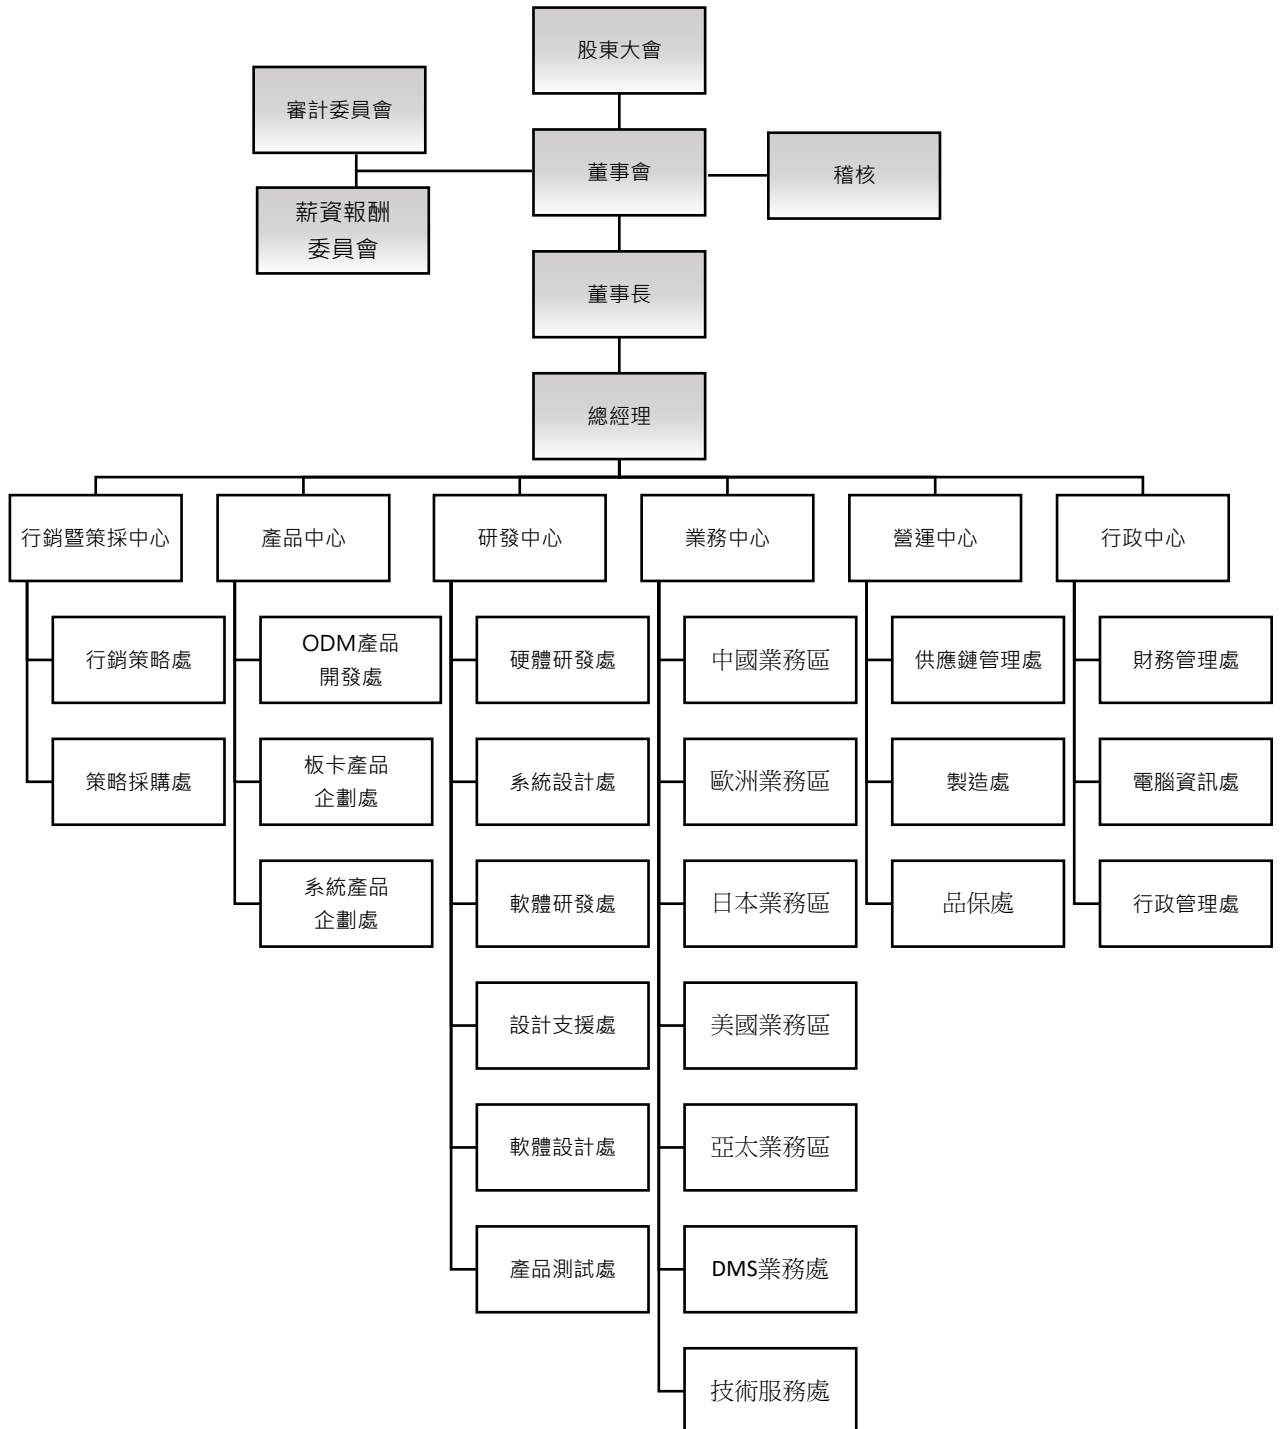 股東大會
審計委員會
董事會
稽核
薪資報酬
委員會
董事長
總經理
行銷暨策採中心
產品中心
研發中心
業務中心
營運中心
行政中心
行銷策略處
ODM產品
開發處
硬體研發處
中國業務區
供應鏈管理處
財務管理處
策略採購處
板卡產品
企劃處
系統設計處
歐洲業務區
製造處
電腦資訊處
系統產品
企劃處
軟體研發處
日本業務區
品保處
行政管理處
設計支援處
美國業務區
軟體設計處
亞太業務區
產品測試處
DMS業務處
技術服務處